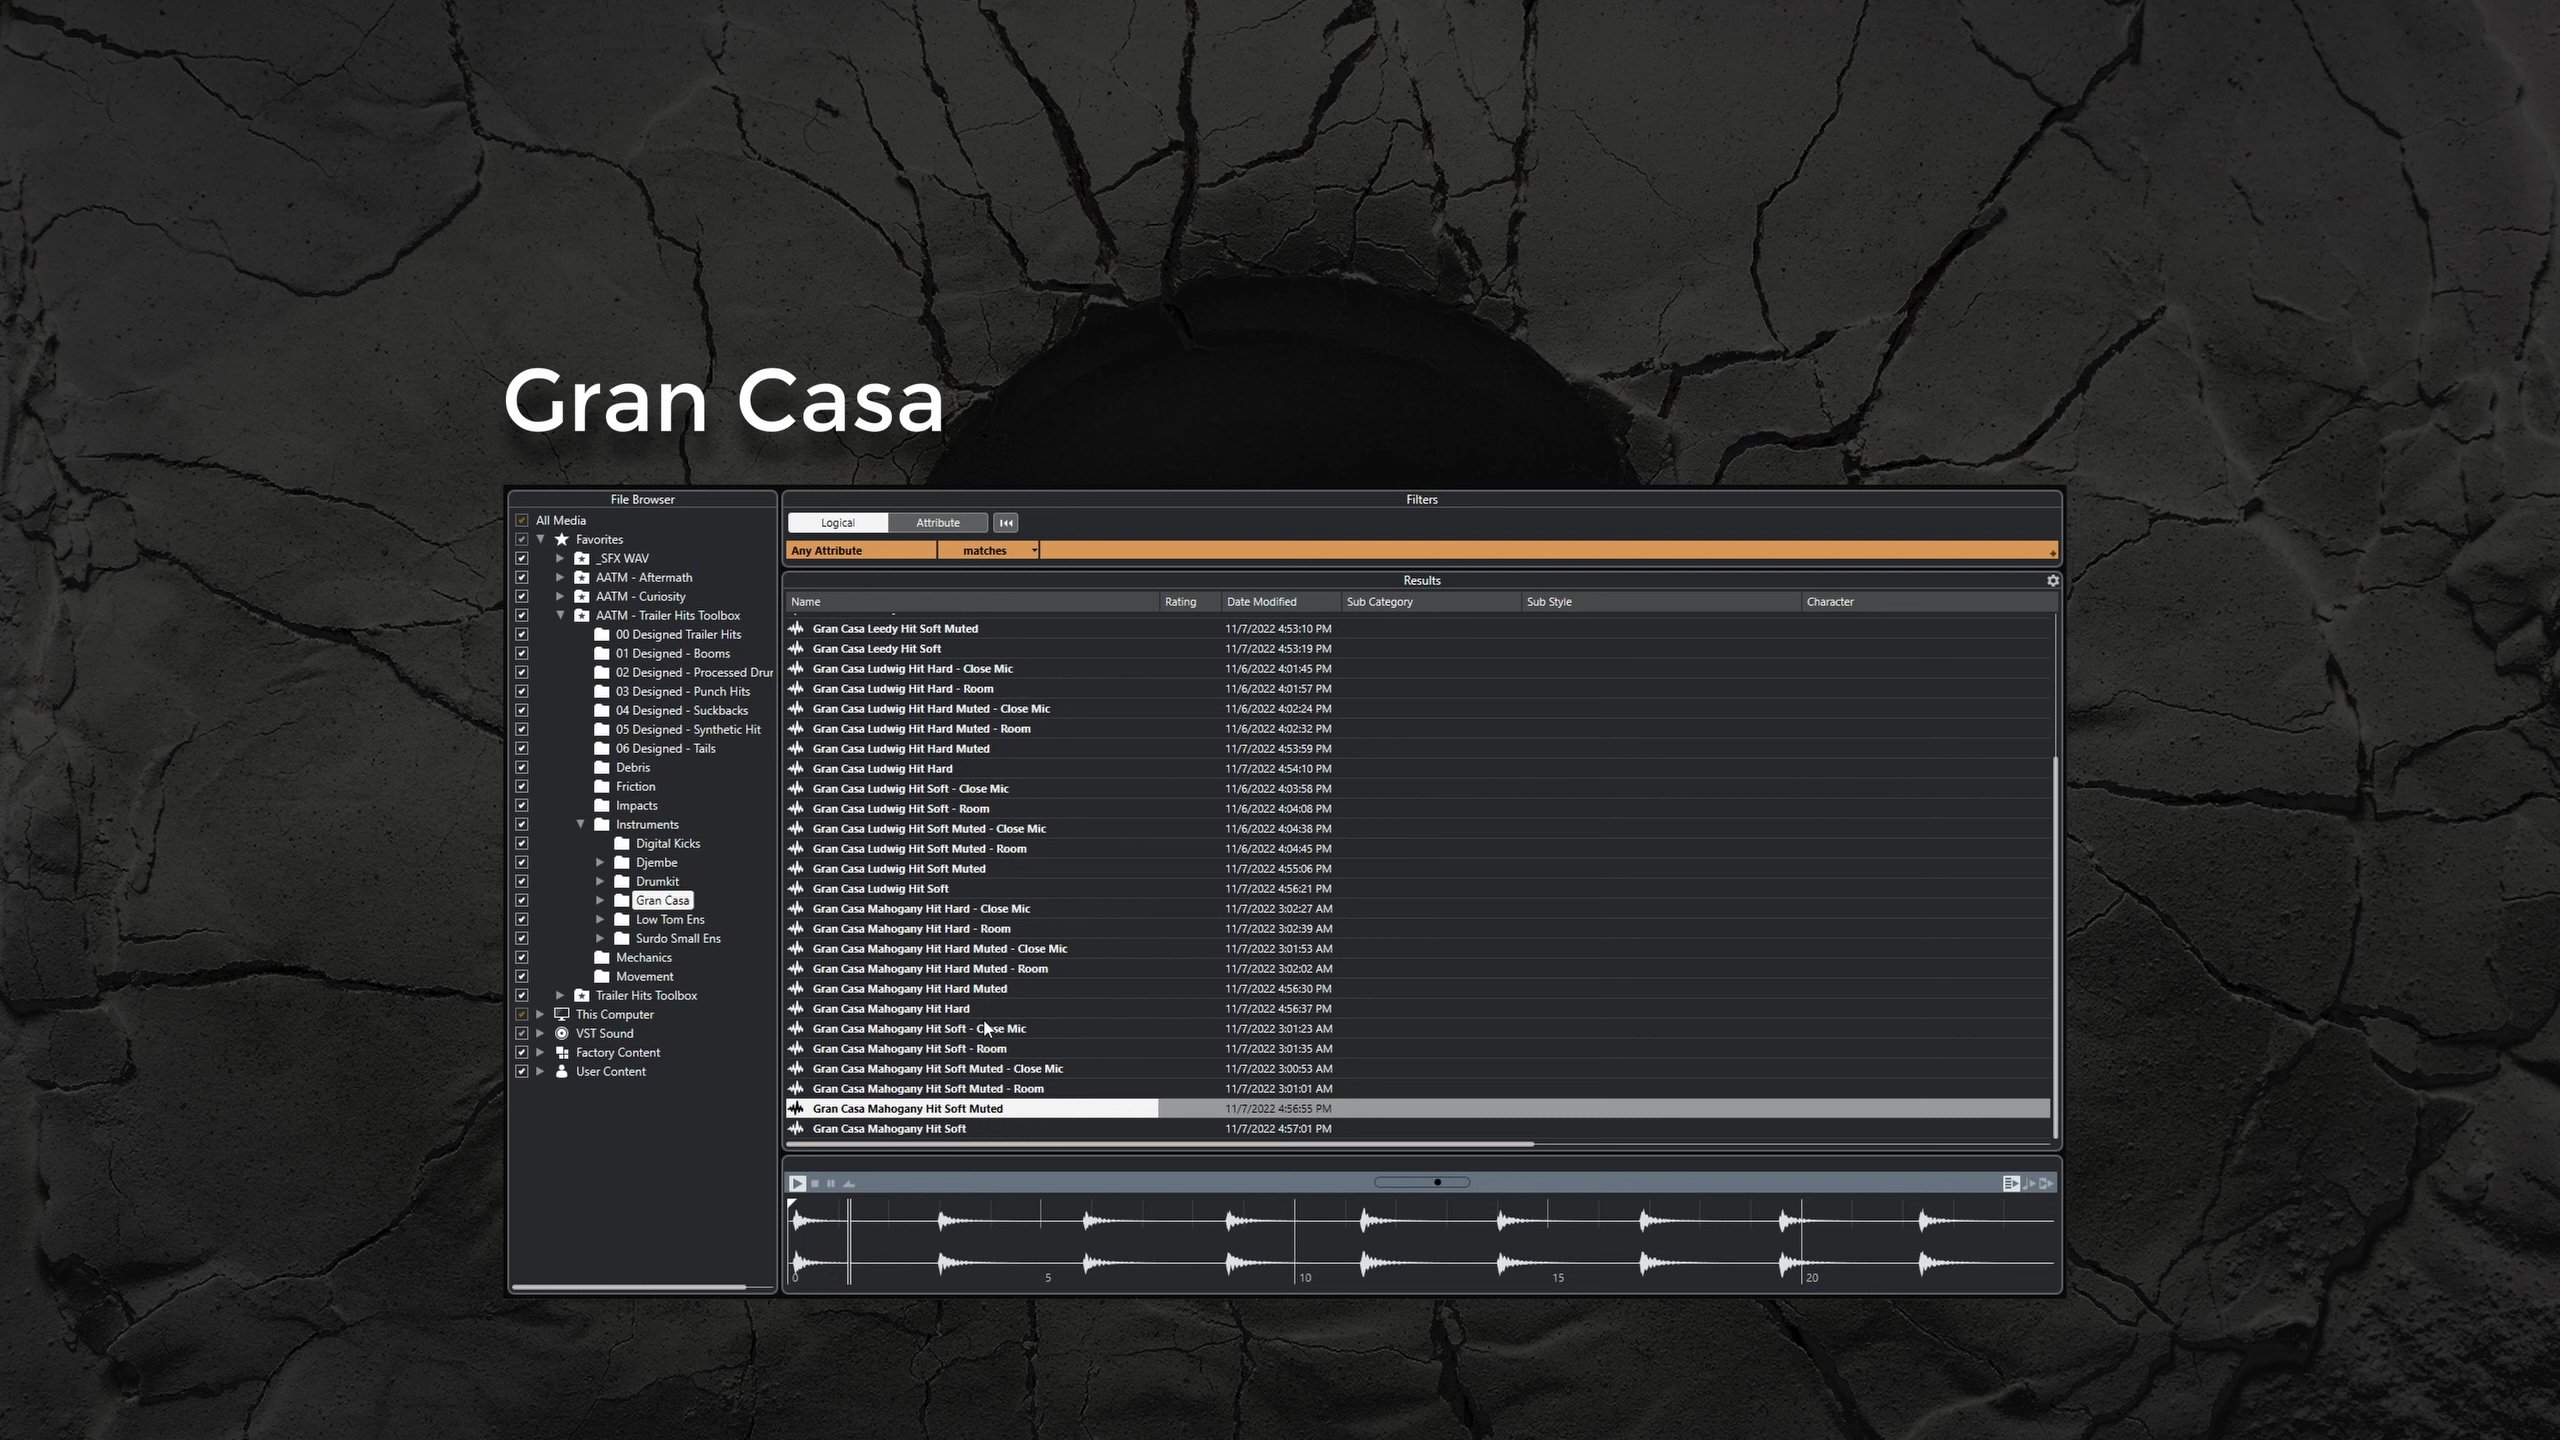 Gran Casa
File Browser
All Media
Favorites
_SFX WAV
AATM - Aftermath
AATM - Curiosity
AATM - Trailer Hits Toolbox
00 Designed Trailer Hits
01 Designed - Booms
02 Designed - Processed Drur
03 Designed - Punch Hits
04 Designed - Suckbacks
05 Designed - Synthetic Hit
06 Designed - Tails
Debris
Friction
Impacts
Instruments
Digital Kicks
Djembe
Drumkit
Gran Casa
Low Tom Ens
Surdo Small Ens
Mechanics
Movement
Trailer Hits Toolbox
This Computer
VST Sound
Factory Content
User Content
Filters
Logical Attribute
Any Attribute matches
Results
Name Rating Date Modified Sub Category Sub Style Character
Gran Casa Leedy Hit Soft Muted 11/7/2022 4:53:10 PM
Gran Casa Leedy Hit Soft 11/7/2022 4:53:19 PM
Gran Casa Ludwig Hit Hard - Close Mic 11/6/2022 4:01:45 PM
Gran Casa Ludwig Hit Hard - Room 11/6/2022 4:01:57 PM
Gran Casa Ludwig Hit Hard Muted - Close Mic 11/6/2022 4:02:24 PM
Gran Casa Ludwig Hit Hard Muted - Room 11/6/2022 4:02:32 PM
Gran Casa Ludwig Hit Hard Muted 11/7/2022 4:53:59 PM
Gran Casa Ludwig Hit Hard 11/7/2022 4:54:10 PM
Gran Casa Ludwig Hit Soft - Close Mic 11/6/2022 4:03:58 PM
Gran Casa Ludwig Hit Soft - Room 11/6/2022 4:04:08 PM
Gran Casa Ludwig Hit Soft Muted - Close Mic 11/6/2022 4:04:38 PM
Gran Casa Ludwig Hit Soft Muted - Room 11/6/2022 4:04:45 PM
Gran Casa Ludwig Hit Soft Muted 11/7/2022 4:55:06 PM
Gran Casa Ludwig Hit Soft 11/7/2022 4:56:21 PM
Gran Casa Mahogany Hit Hard - Close Mic 11/7/2022 3:02:27 AM
Gran Casa Mahogany Hit Hard - Room 11/7/2022 3:02:39 AM
Gran Casa Mahogany Hit Hard Muted - Close Mic 11/7/2022 3:01:53 AM
Gran Casa Mahogany Hit Hard Muted - Room 11/7/2022 3:02:02 AM
Gran Casa Mahogany Hit Hard Muted 11/7/2022 4:56:30 PM
Gran Casa Mahogany Hit Hard 11/7/2022 4:56:37 PM
Gran Casa Mahogany Hit Soft - Close Mic 11/7/2022 3:01:23 AM
Gran Casa Mahogany Hit Soft - Room 11/7/2022 3:01:35 AM
Gran Casa Mahogany Hit Soft Muted - Close Mic 11/7/2022 3:00:53 AM
Gran Casa Mahogany Hit Soft Muted - Room 11/7/2022 3:01:01 AM
Gran Casa Mahogany Hit Soft Muted 11/7/2022 4:56:55 PM
Gran Casa Mahogany Hit Soft 11/7/2022 4:57:01 PM
0 5 10 15 20